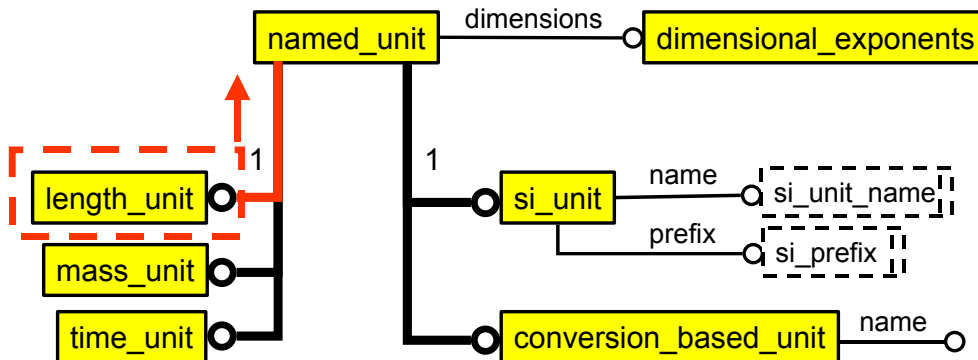 named_unit
dimensions
dimensional_exponents
1
1
length_unit
si_unit
name
si_unit_name
prefix
si_prefix
mass_unit
time_unit
conversion_based_unit
name